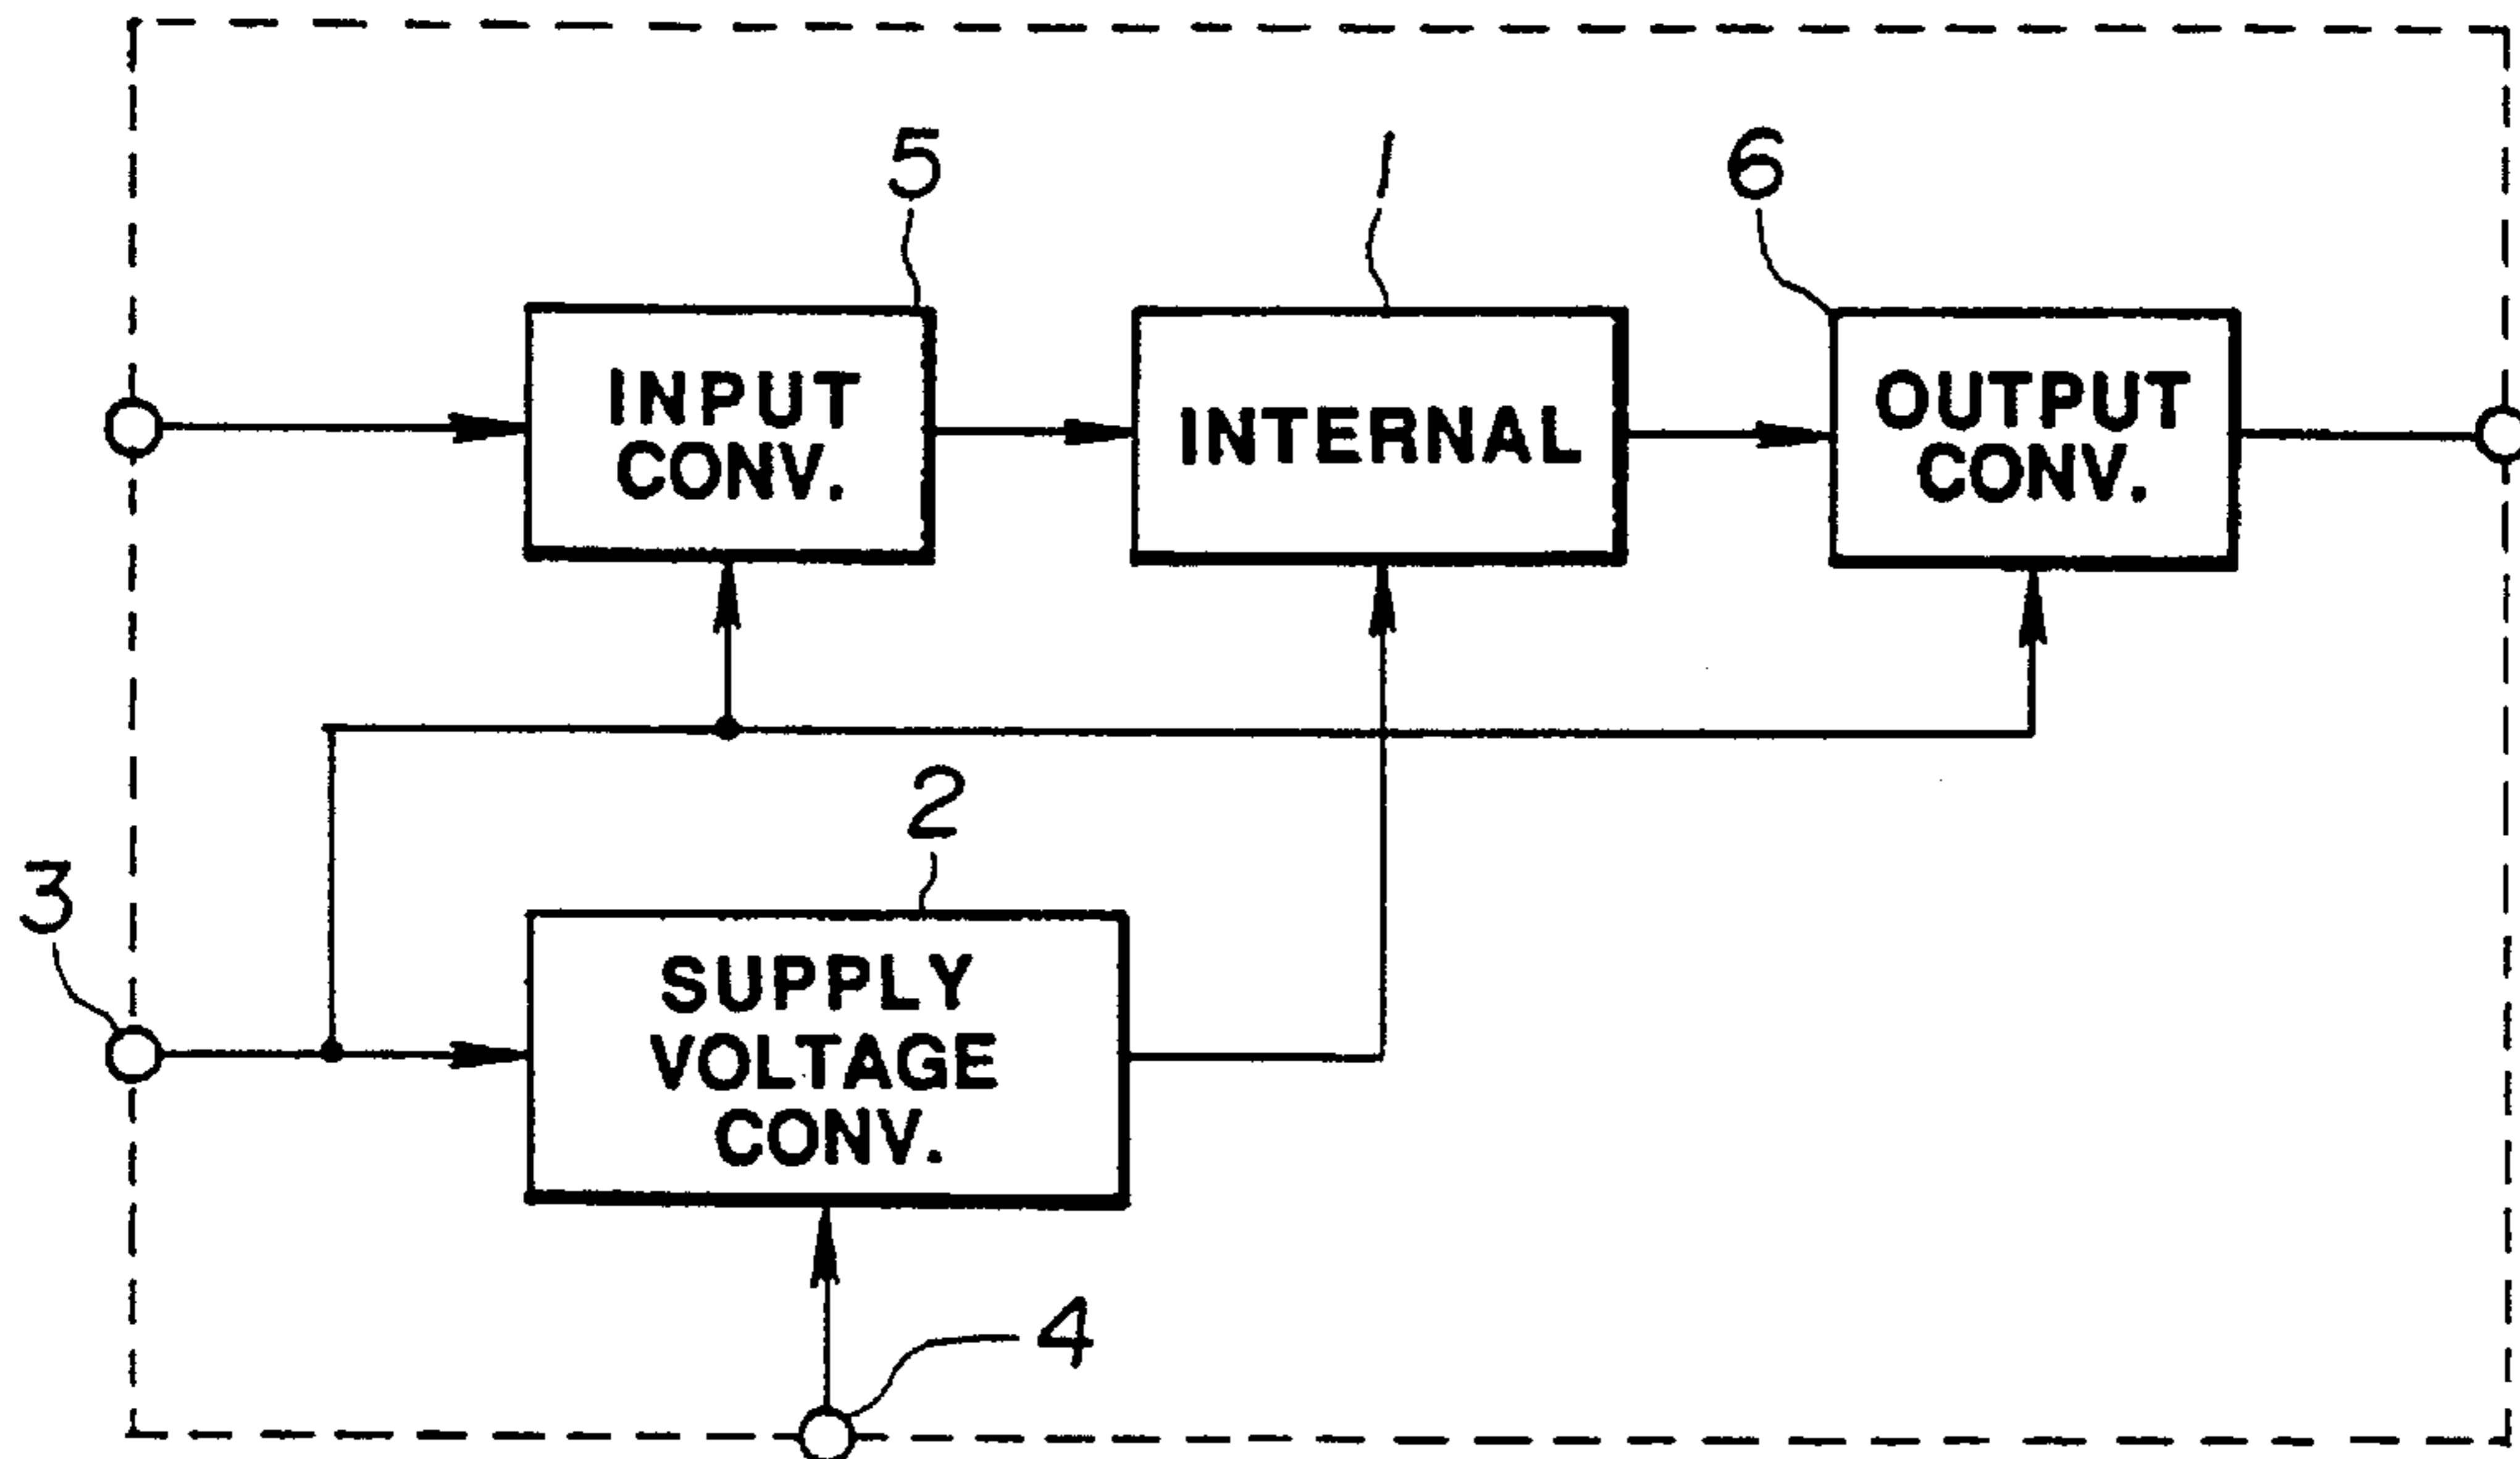 5
1
6
INPUT
CONV.
INTERNAL
OUTPUT
CONV.
2
3
SUPPLY
VOLTAGE
CONV.
4